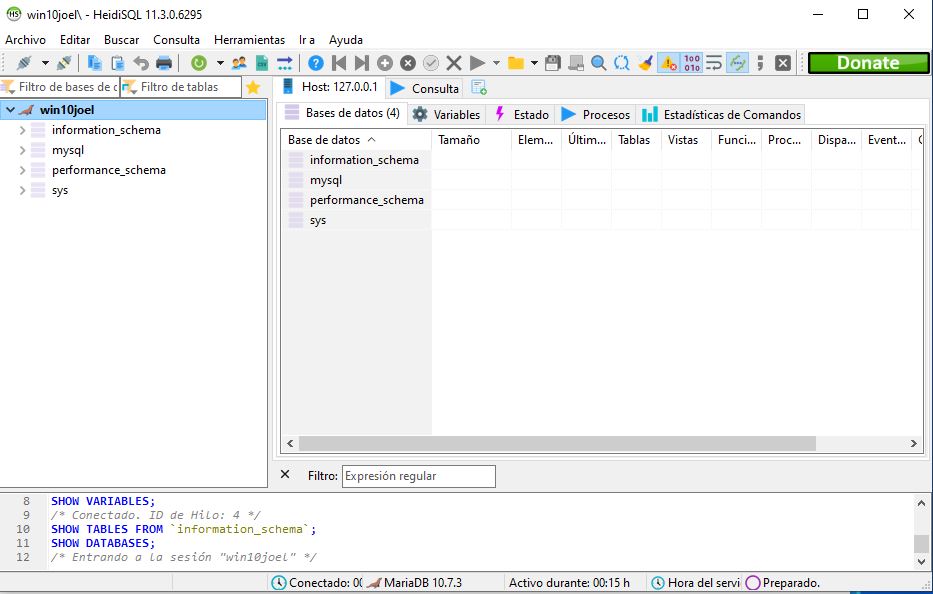 win10joel\ - HeidiSQL 11.3.0.6295
Archivo Editar Buscar Consulta Herramientas Ir a Ayuda
Donate
Filtro de bases de d Filtro de tablas
Host: 127.0.0.1 Consulta
win10joel
information_schema
mysql
performance_schema
sys
Bases de datos (4) Variables Estado Procesos Estadísticas de Comandos
Base de datos Tamaño Elem... Últim... Tablas Vistas Funci... Proc... Dispa... Event...
information_schema
mysql
performance_schema
sys
Filtro: Expresión regular
8 SHOW VARIABLES;
9 /* Conectado. ID de Hilo: 4 */
10 SHOW TABLES FROM `information_schema`;
11 SHOW DATABASES;
12 /* Entrando a la sesión "win10joel" */
Conectado: 00 MariaDB 10.7.3 Activo durante: 00:15 h Hora del servi Preparado.